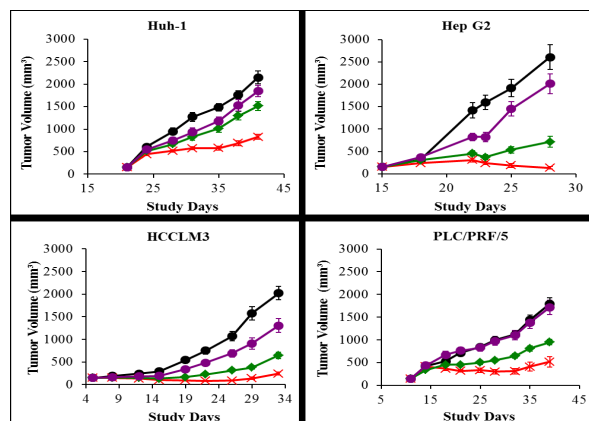 Huh-1
Tumor Volume (mm³)
3000
2500
2000
1500
1000
500
0
15 25 35 45
Study Days
Hep G2
Tumor Volume (mm³)
3000
2500
2000
1500
1000
500
0
15 20 25 30
Study Days
HCCLM3
Tumor Volume (mm³)
3000
2500
2000
1500
1000
500
0
4 9 14 19 24 29 34
Study Days
PLC/PRF/5
Tumor Volume (mm³)
3000
2500
2000
1500
1000
500
0
5 15 25 35 45
Study Days